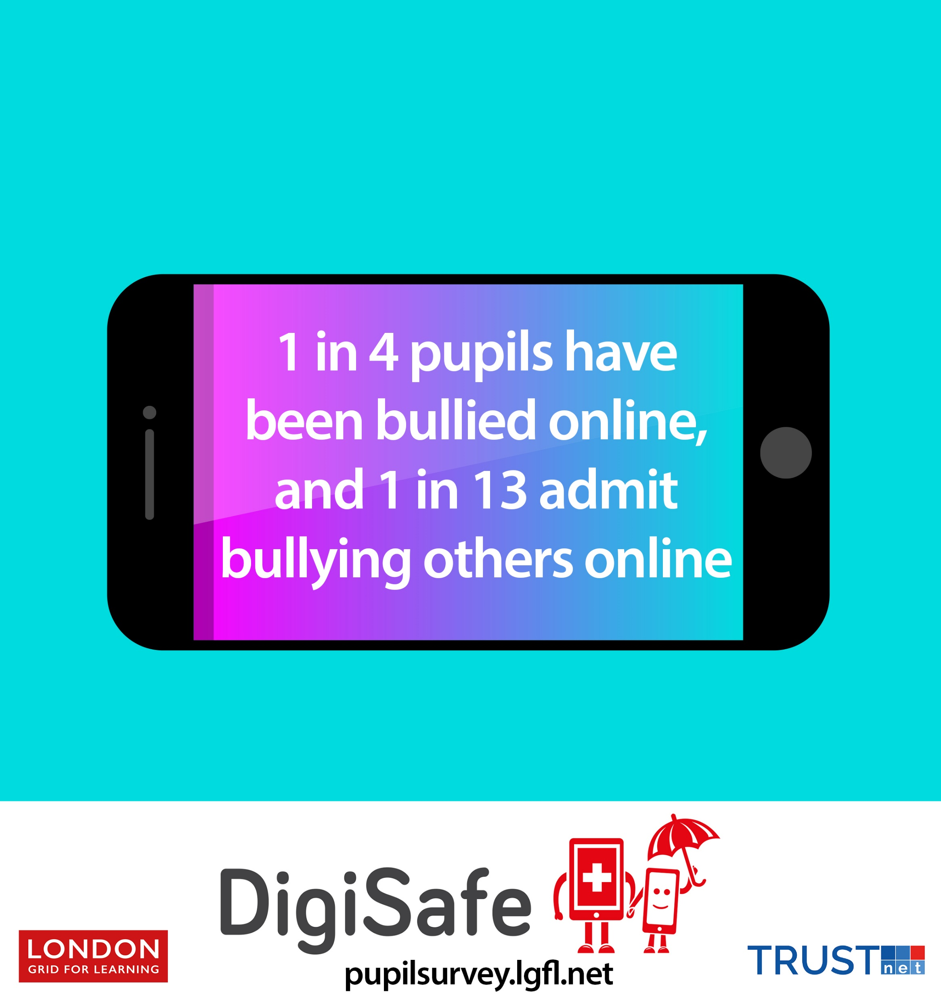 1 in 4 pupils have
been bullied online,
and 1 in 13 admit
bullying others online
DigiSafe
LONDON
GRID FOR LEARNING
pupilsurvey.lgfl.net
TRUST
net